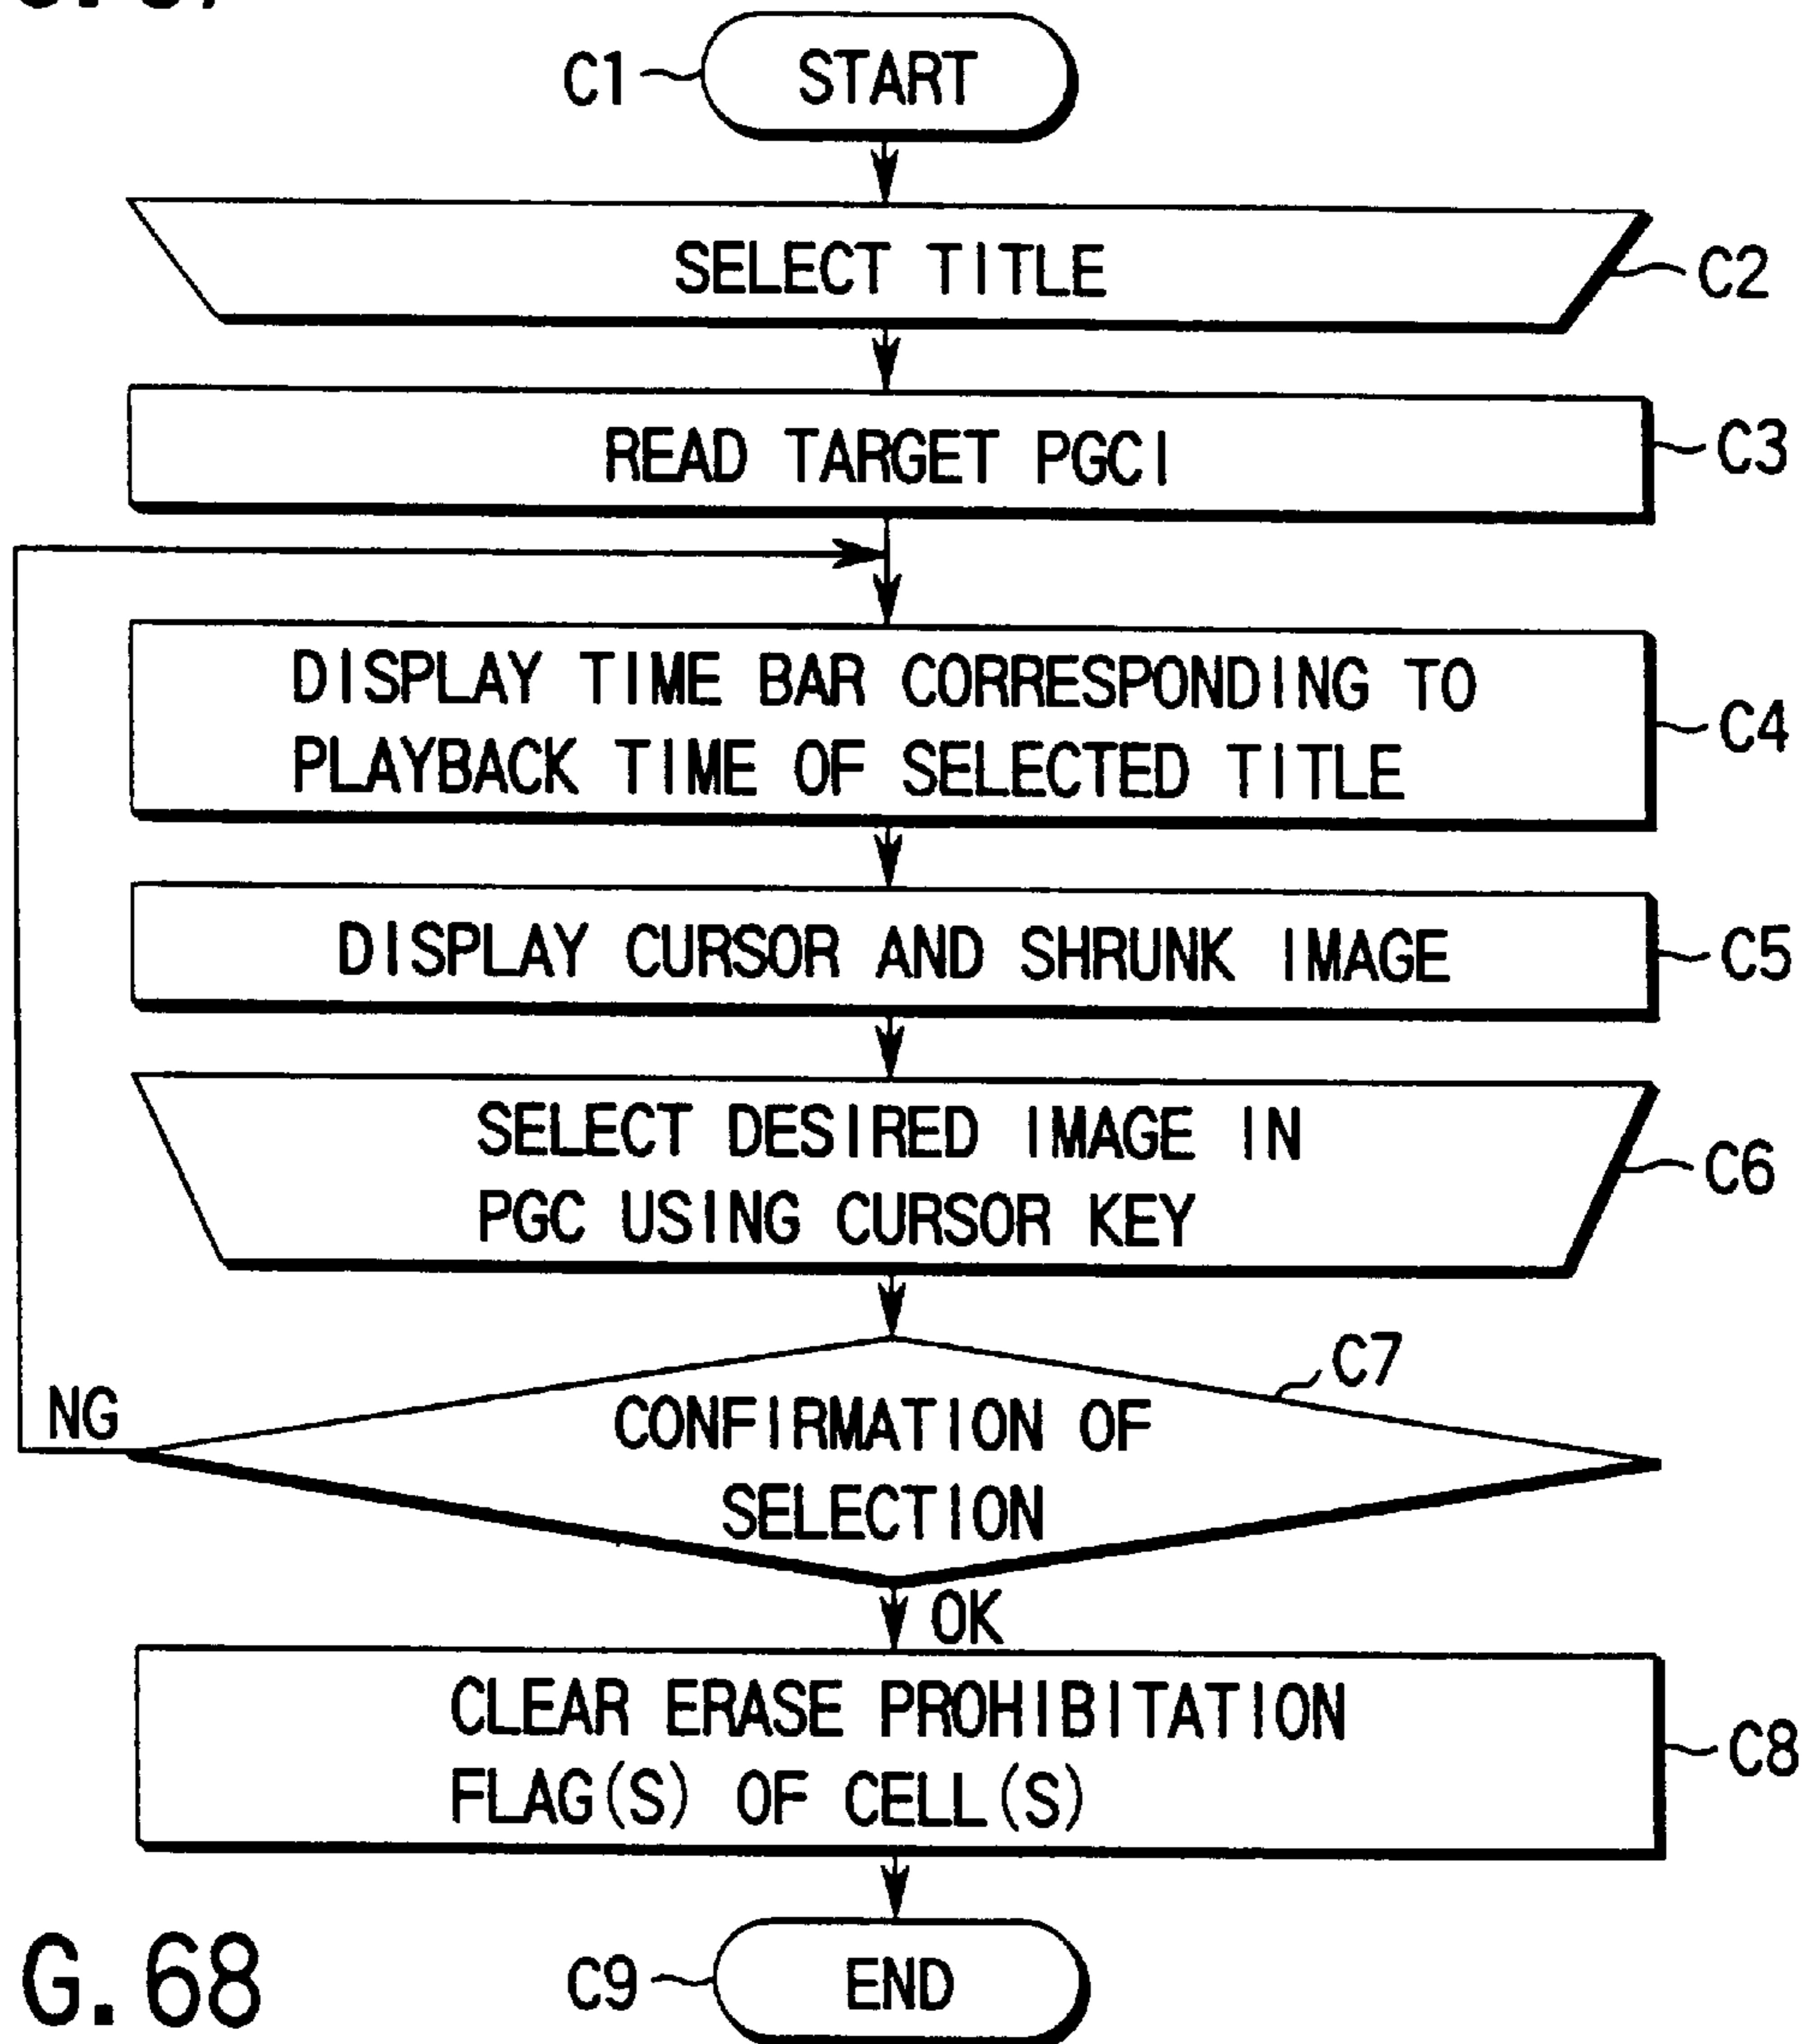 C1 START
SELECT TITLE C2
READ TARGET PGCI C3
DISPLAY TIME BAR CORRESPONDING TO
PLAYBACK TIME OF SELECTED TITLE C4
DISPLAY CURSOR AND SHRUNK IMAGE C5
SELECT DESIRED IMAGE IN
PGC USING CURSOR KEY C6
C7
NG
CONFIRMATION OF
SELECTION
OK
CLEAR ERASE PROHIBITATION
FLAG(S) OF CELL(S) C8
C9 END
G. 68